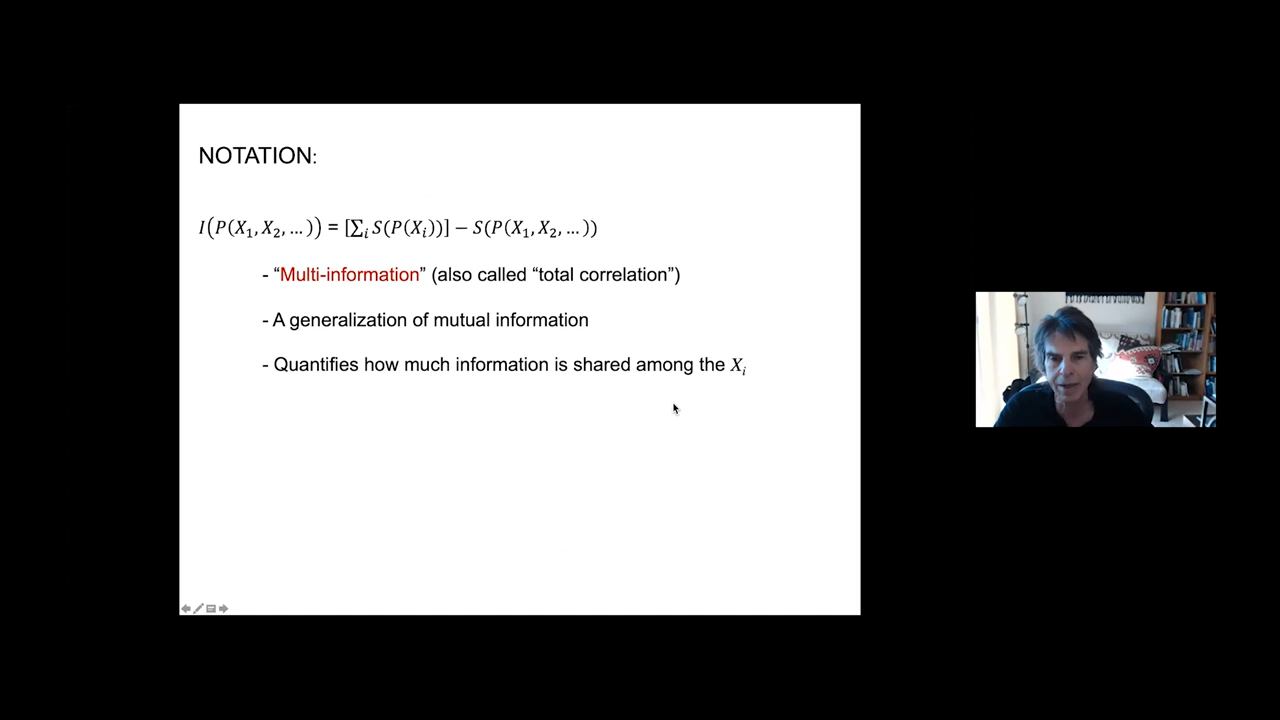 NOTATION:
I(P(X₁, X₂, …)) = [∑ᵢ S(P(Xᵢ))] − S(P(X₁, X₂, …))
- “Multi-information” (also called “total correlation”)
- A generalization of mutual information
- Quantifies how much information is shared among the Xᵢ